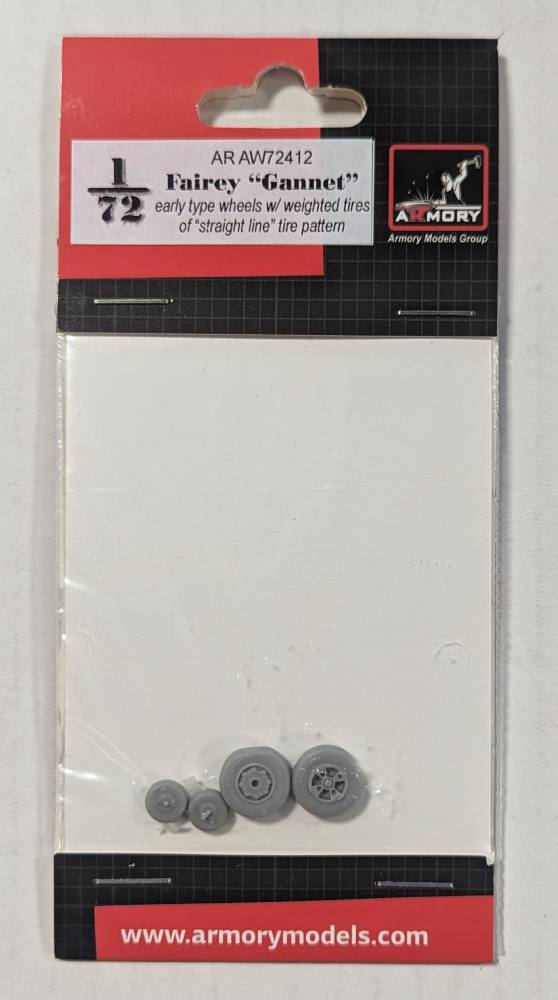 1
72
AR AW72412
Fairey “Gannet”
early type wheels w/ weighted tires
of “straight line” tire pattern
ARMORY
Armory Models Group
www.armorymodels.com